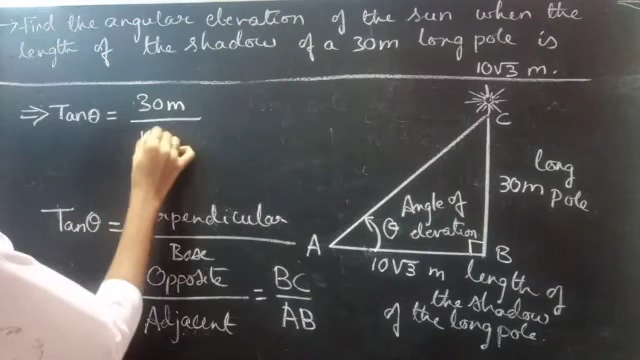 → Find the angular elevation of the sun when the
length of the shadow of a 30m long pole is
10√3 m.
⇒ Tanθ = 30m
Tanθ =
Base
Opposite
Adjacent
= BC
AB
C
long
30m Pole
Angle of
θ elevation
A
B
10√3 m length of
the shadow
of the long pole.